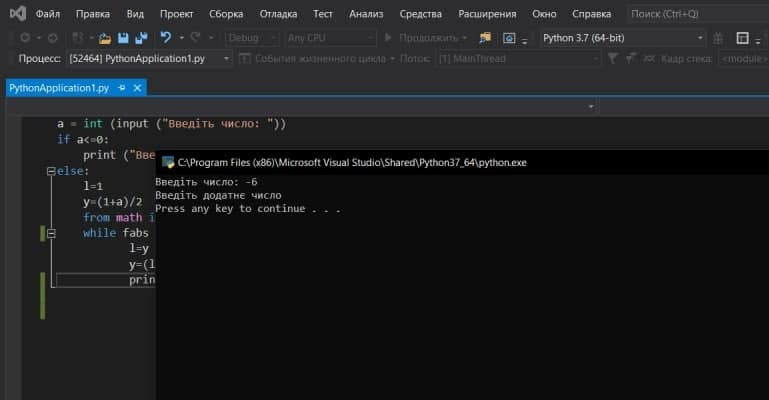 Файл Правка Вид Проект Сборка Отладка Тест Анализ Средства Расширения Окно Справка Поиск (Ctrl+Q)
Debug Any CPU Продолжить Python 3.7 (64-bit)
Процесс: [52464] PythonApplication1.py События жизненного цикла Поток: [1] MainThread Кадр стека: <module>
PythonApplication1.py
a = int (input ("Введіть число: "))
if a<=0:
print ("Вве
else:
l=1
y=(1+a)/2
from math i
while fabs
l=y
y=(l
prin
C:\Program Files (x86)\Microsoft Visual Studio\Shared\Python37_64\python.exe
Введіть число: -6
Введіть додатнє число
Press any key to continue . . .